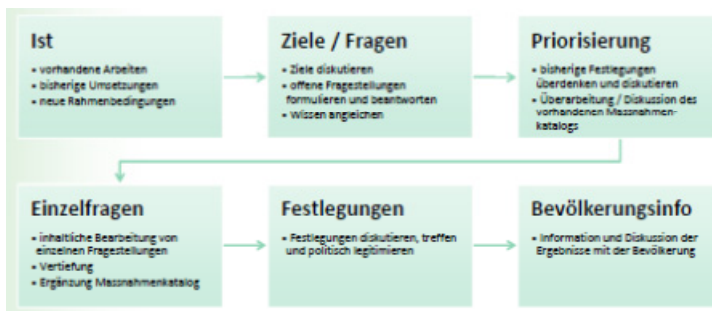 Ist
• vorhandene Arbeiten
• bisherige Umsetzungen
• neue Rahmenbedingungen
Ziele / Fragen
• Ziele diskutieren
• offene Fragestellungen
formulieren und beantworten
• Wissen angleichen
Priorisierung
• bisherige Festlegungen
überdenken und diskutieren
• Überarbeitung / Diskussion des
vorhandenen Massnahmen-
katalogs
Einzelfragen
• inhaltliche Bearbeitung von
einzelnen Fragestellungen
• Vertiefung
• Ergänzung Massnahmenkatalog
Festlegungen
• Festlegungen diskutieren, treffen
und politisch legitimieren
Bevölkerungsinfo
• Information und Diskussion der
Ergebnisse mit der Bevölkerung